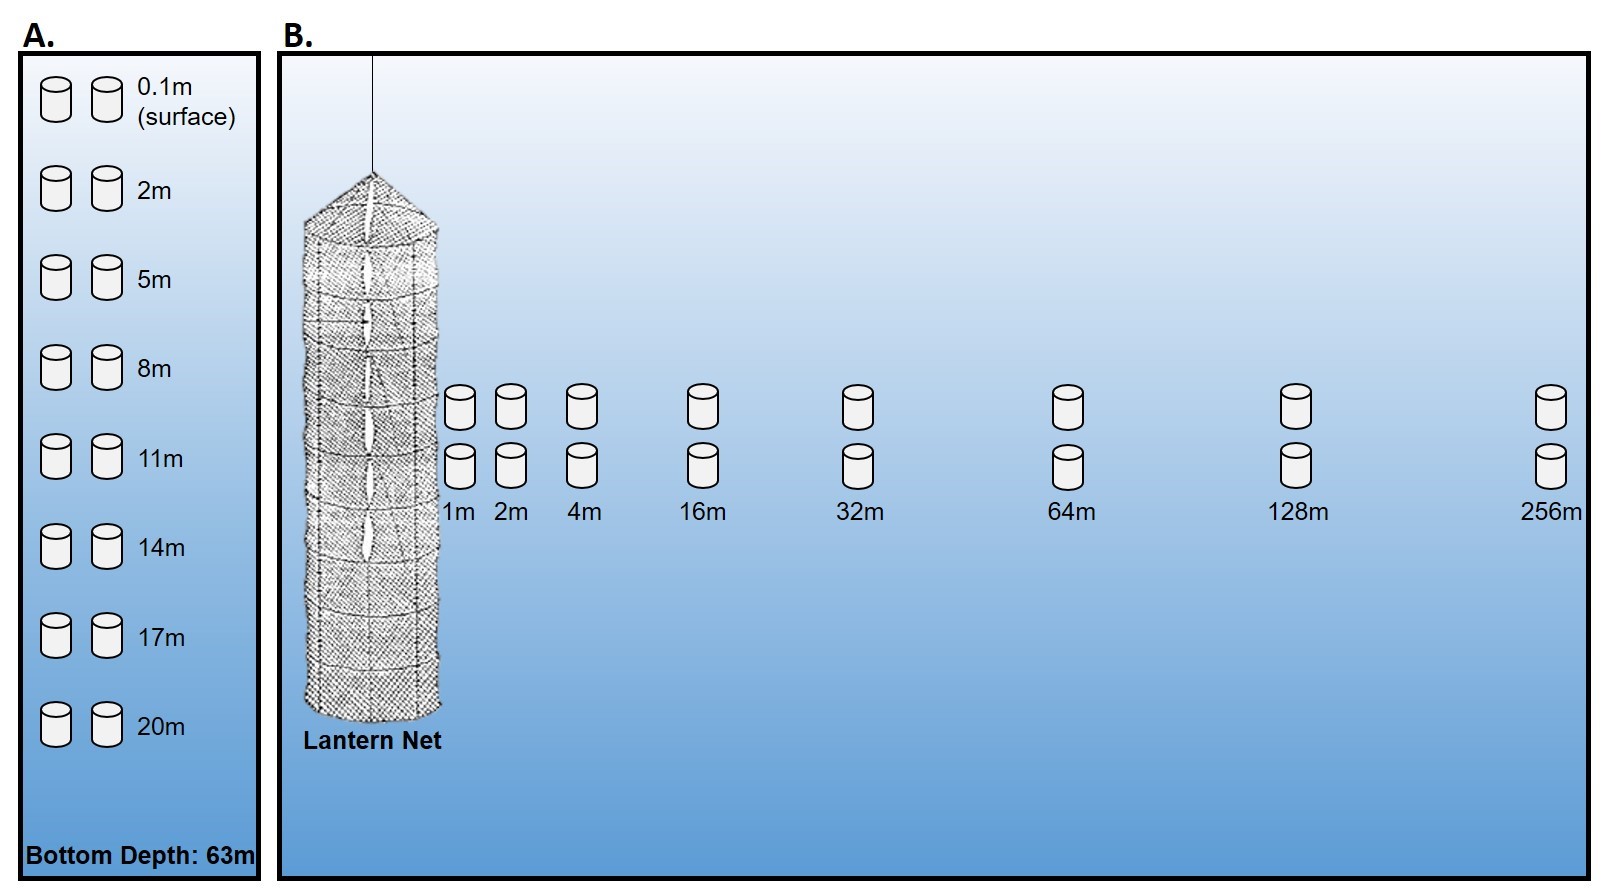 A.
0.1m
(surface)
2m
5m
8m
11m
14m
17m
20m
Bottom Depth: 63m
B.
1m 2m 4m 16m 32m 64m 128m 256m
Lantern Net